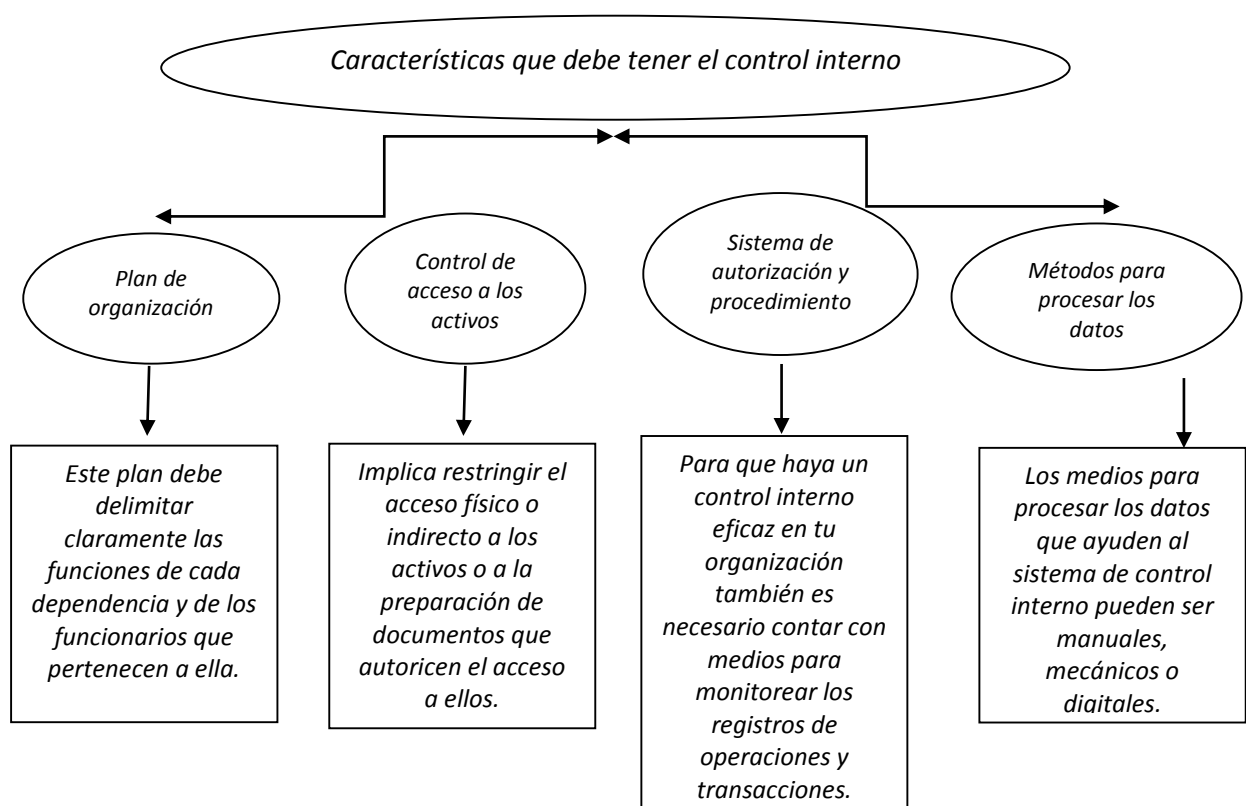 Características que debe tener el control interno
Plan de
organización
Control de
acceso a los
activos
Sistema de
autorización y
procedimiento
Métodos para
procesar los
datos
Este plan debe
delimitar
claramente las
funciones de cada
dependencia y de los
funcionarios que
pertenecen a ella.
Implica restringir el
acceso físico o
indirecto a los
activos o a la
preparación de
documentos que
autoricen el acceso
a ellos.
Para que haya un
control interno
eficaz en tu
organización
también es
necesario contar con
medios para
monitorear los
registros de
operaciones y
transacciones.
Los medios para
procesar los datos
que ayuden al
sistema de control
interno pueden ser
manuales,
mecánicos o
digitales.